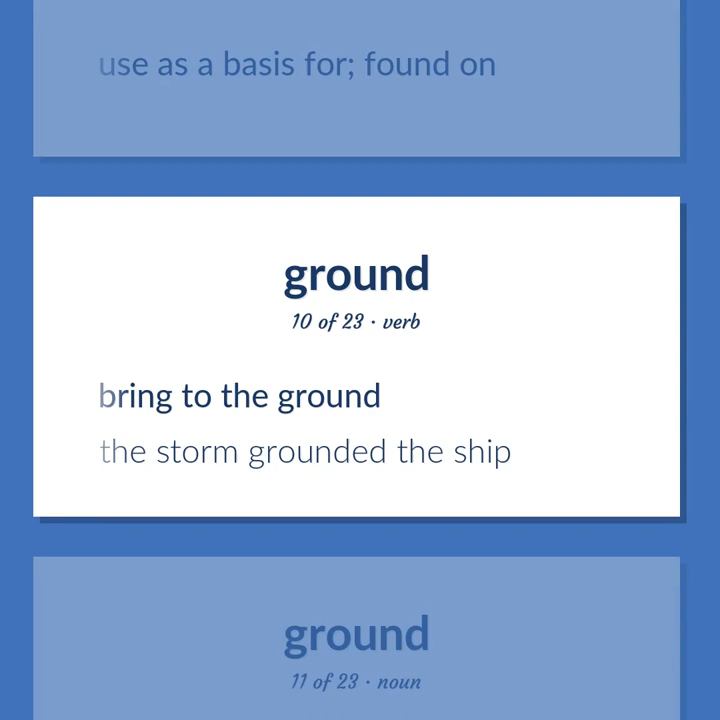 use as a basis for; found on
ground
10 of 23 · verb
bring to the ground
the storm grounded the ship
ground
11 of 23 · noun